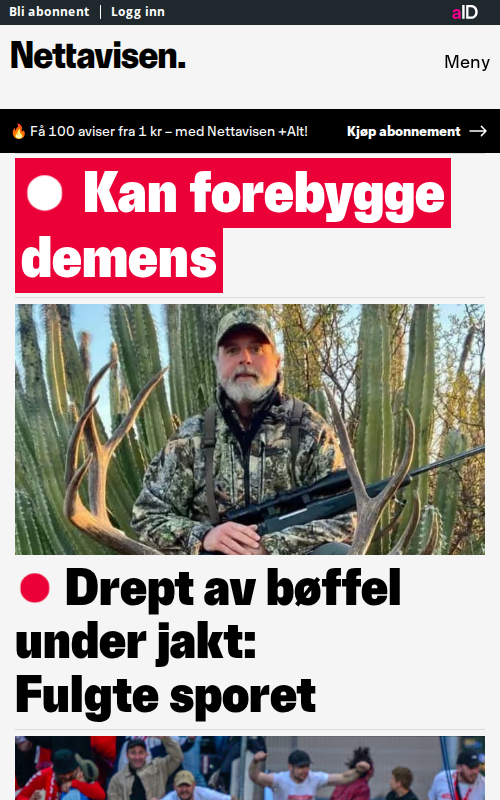 Bli abonnent | Logg inn
aID
Nettavisen.
Meny
🔥 Få 100 aviser fra 1 kr – med Nettavisen +Alt!
Kjøp abonnement →
Kan forebygge
demens
Drept av bøffel
under jakt:
Fulgte sporet